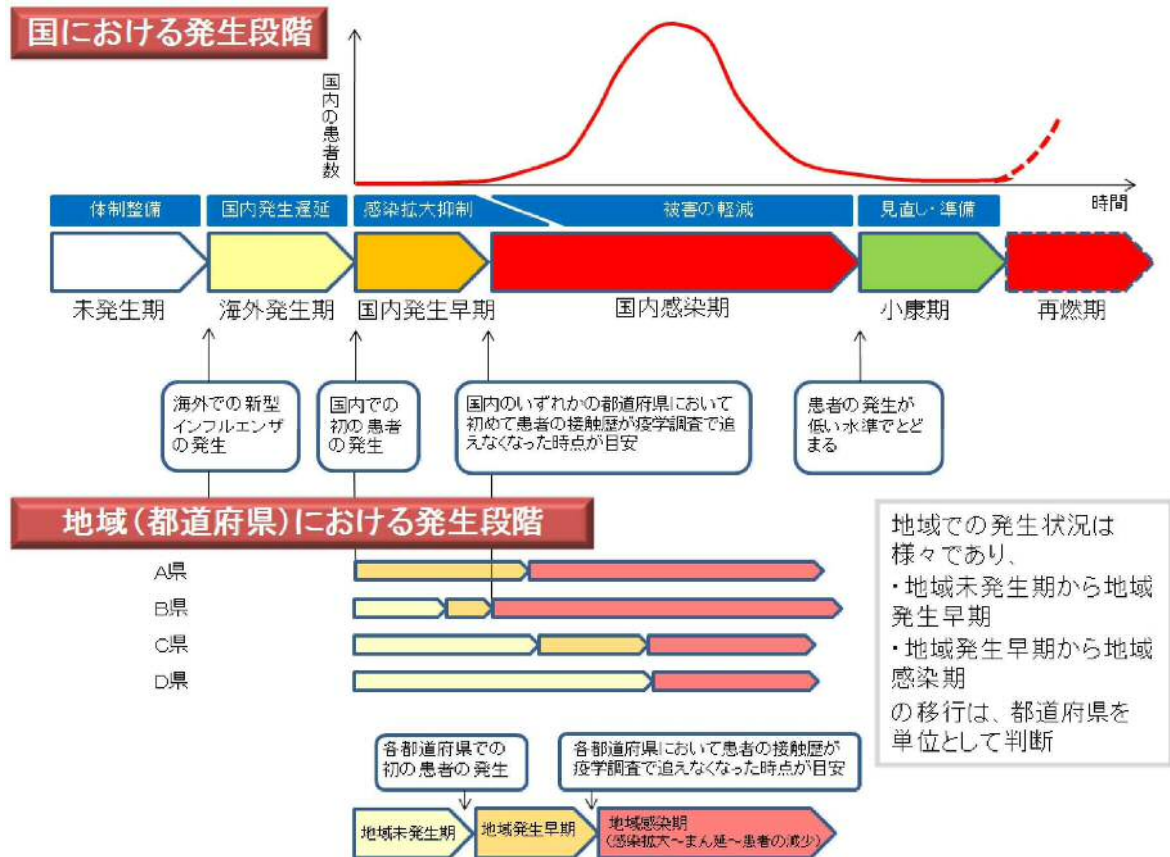 国における発生段階
国内の患者数
時間
体制整備
国内発生遅延
感染拡大抑制
被害の軽減
見直し・準備
未発生期
海外発生期
国内発生早期
国内感染期
小康期
再燃期
海外での新型
インフルエンザ
の発生
国内での
初の患者
の発生
国内のいずれかの都道府県において
初めて患者の接触歴が疫学調査で追
えなくなった時点が目安
患者の発生が
低い水準でとど
まる
地域(都道府県)における発生段階
A県
B県
C県
D県
地域での発生状況は
様々であり、
・地域未発生期から地域
発生早期
・地域発生早期から地域
感染期
の移行は、都道府県を
単位として判断
各都道府県での
初の患者の発生
各都道府県において患者の接触歴が
疫学調査で追えなくなった時点が目安
地域未発生期
地域発生早期
地域感染期
(感染拡大~まん延~患者の減少)